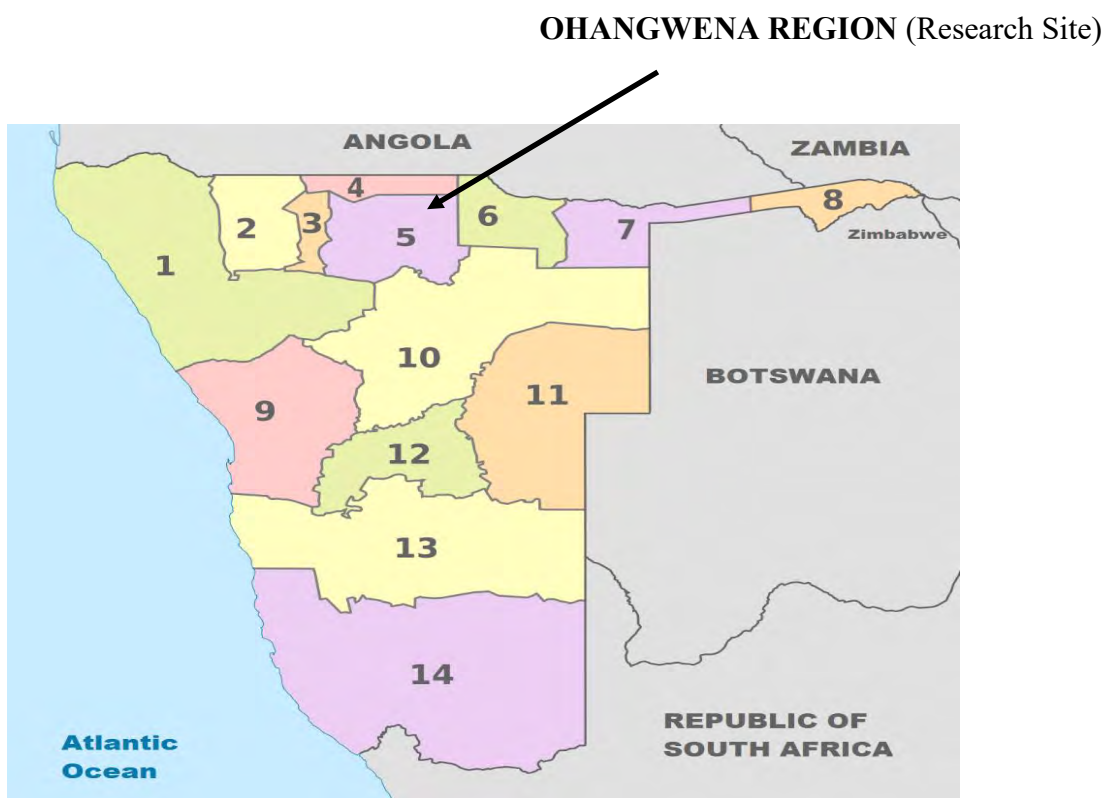 OHANGWENA REGION (Research Site)
ANGOLA
ZAMBIA
4
8
2
3
6
5
7
Zimbabwe
1
10
BOTSWANA
11
9
12
13
14
REPUBLIC OF
SOUTH AFRICA
Atlantic
Ocean